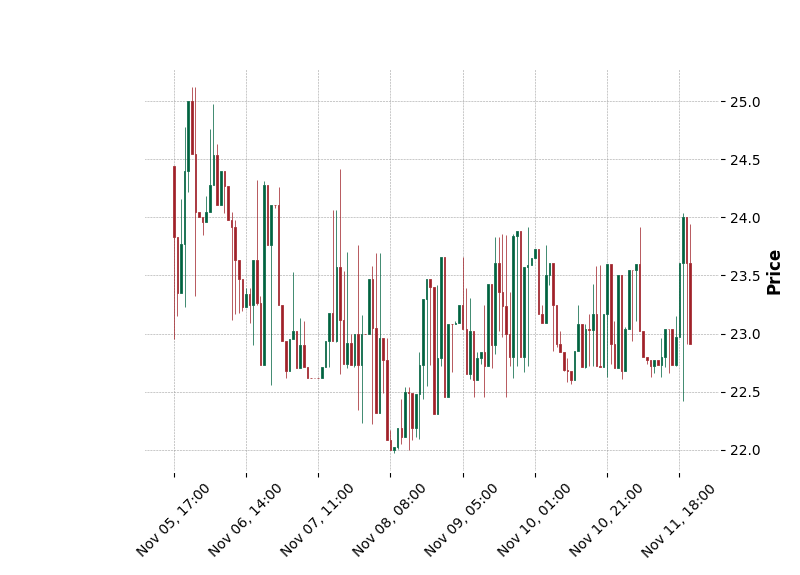 25.0
24.5
24.0
23.5
23.0
22.5
22.0
Price
Nov 05, 17:00
Nov 06, 14:00
Nov 07, 11:00
Nov 08, 08:00
Nov 09, 05:00
Nov 10, 01:00
Nov 10, 21:00
Nov 11, 18:00